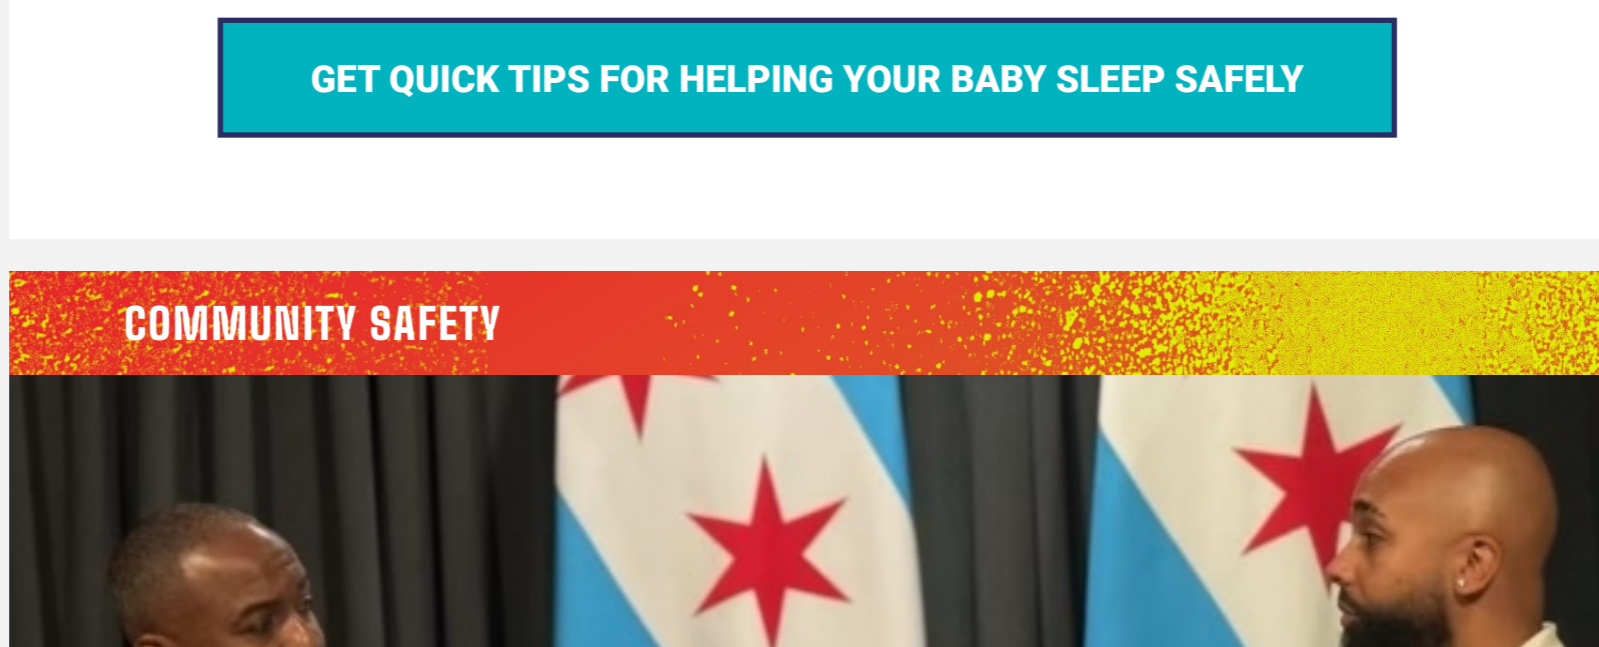 GET QUICK TIPS FOR HELPING YOUR BABY SLEEP SAFELY
COMMUNITY SAFETY